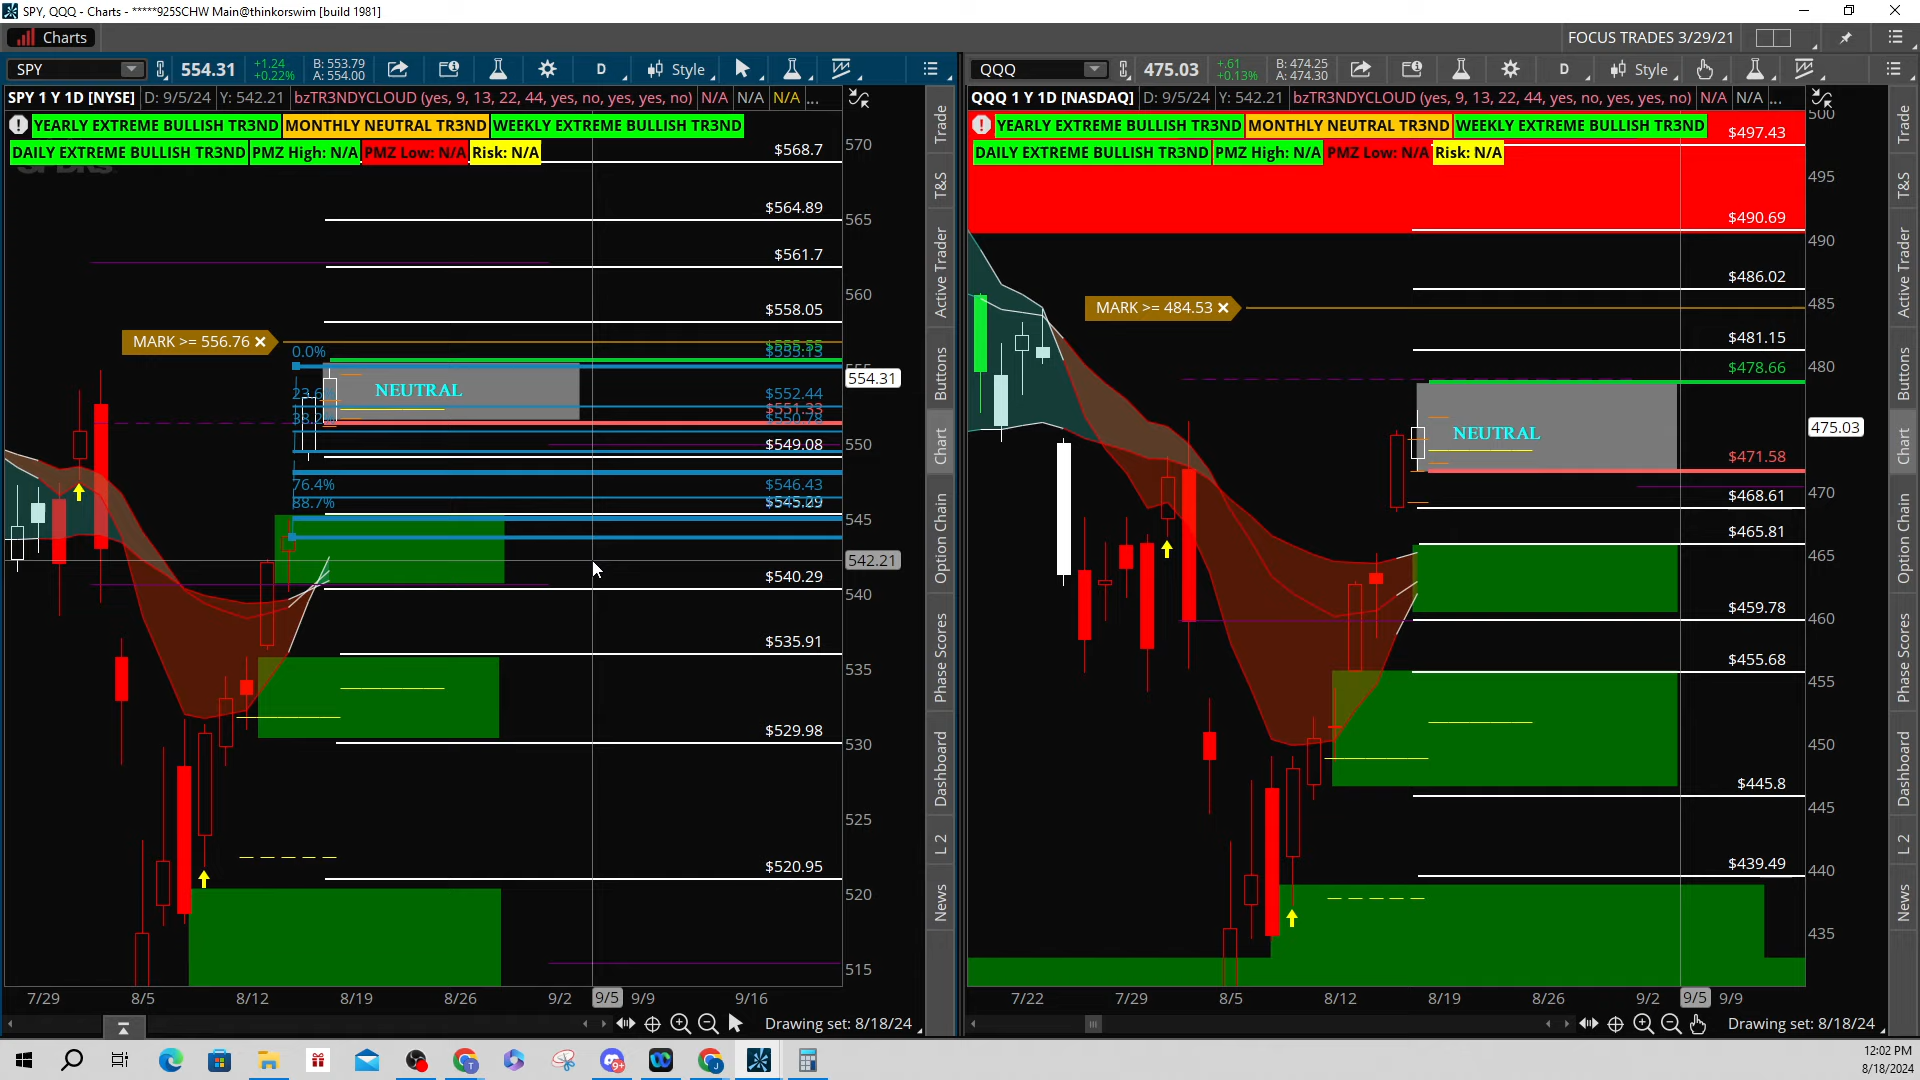 SPY, QQQ - Charts - *****925SCHW Main@thinkorswim [build 1981]
Charts
FOCUS TRADES 3/29/21
SPY
554.31
+1.24
+0.22%
B: 553.79
A: 554.00
D
Style
SPY 1 Y 1D [NYSE]
D: 9/5/24
Y: 542.21
bzTR3NDYCLOUD (yes, 9, 13, 22, 44, yes, no, yes, yes, no)
N/A
N/A
N/A
...
YEARLY EXTREME BULLISH TR3ND
MONTHLY NEUTRAL TR3ND
WEEKLY EXTREME BULLISH TR3ND
DAILY EXTREME BULLISH TR3ND
PMZ High: N/A
PMZ Low: N/A
Risk: N/A
$568.7
$564.89
$561.7
$558.05
MARK >= 556.76
0.0%
NEUTRAL
$552.44
$549.08
76.4%
$546.43
88.7%
$540.29
$535.91
$529.98
$520.95
570
565
560
554.31
550
545
542.21
540
535
530
525
520
515
7/29
8/5
8/12
8/19
8/26
9/2
9/5
9/9
9/16
Drawing set: 8/18/24
Trade
T&S
Active Trader
Buttons
Chart
Option Chain
Phase Scores
Dashboard
L 2
News
QQQ
475.03
+.61
+0.13%
B: 474.25
A: 474.30
D
Style
QQQ 1 Y 1D [NASDAQ]
D: 9/5/24
Y: 542.21
bzTR3NDYCLOUD (yes, 9, 13, 22, 44, yes, no, yes, yes, no)
N/A
N/A
...
YEARLY EXTREME BULLISH TR3ND
MONTHLY NEUTRAL TR3ND
WEEKLY EXTREME BULLISH TR3ND
DAILY EXTREME BULLISH TR3ND
PMZ High: N/A
PMZ Low: N/A
Risk: N/A
$497.43
$490.69
$486.02
MARK >= 484.53
$481.15
$478.66
NEUTRAL
$471.58
$468.61
$465.81
$459.78
$455.68
$445.8
$439.49
500
495
490
485
480
475.03
470
465
460
455
450
445
440
435
7/22
7/29
8/5
8/12
8/19
8/26
9/2
9/5
9/9
Drawing set: 8/18/24
Trade
T&S
Active Trader
Buttons
Chart
Option Chain
Phase Scores
Dashboard
L 2
News
12:02 PM
8/18/2024